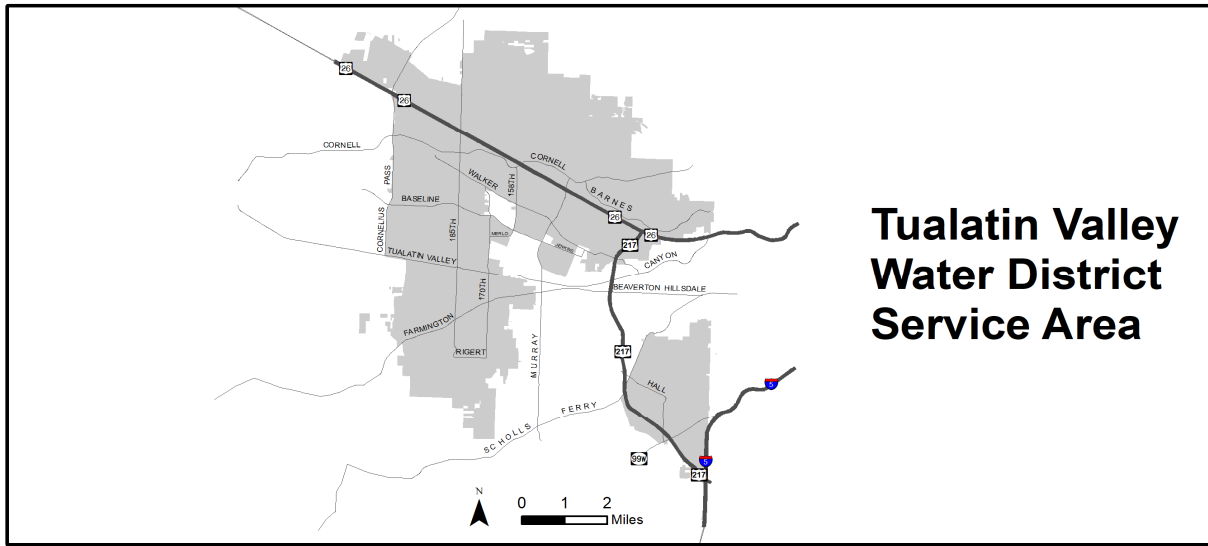 Tualatin Valley
Water District
Service Area
26
26
CORNELL
CORNELL
PASS
WALKER
158TH
BARNES
BASELINE
26
CORNELIUS
185TH
MERLO
217
26
JENKINS
TUALATIN VALLEY
CANYON
170TH
BEAVERTON HILLSDALE
FARMINGTON
RIGERT
MURRAY
217
HALL
5
FERRY
SCHOLLS
99W
5
217
N
0 1 2
Miles